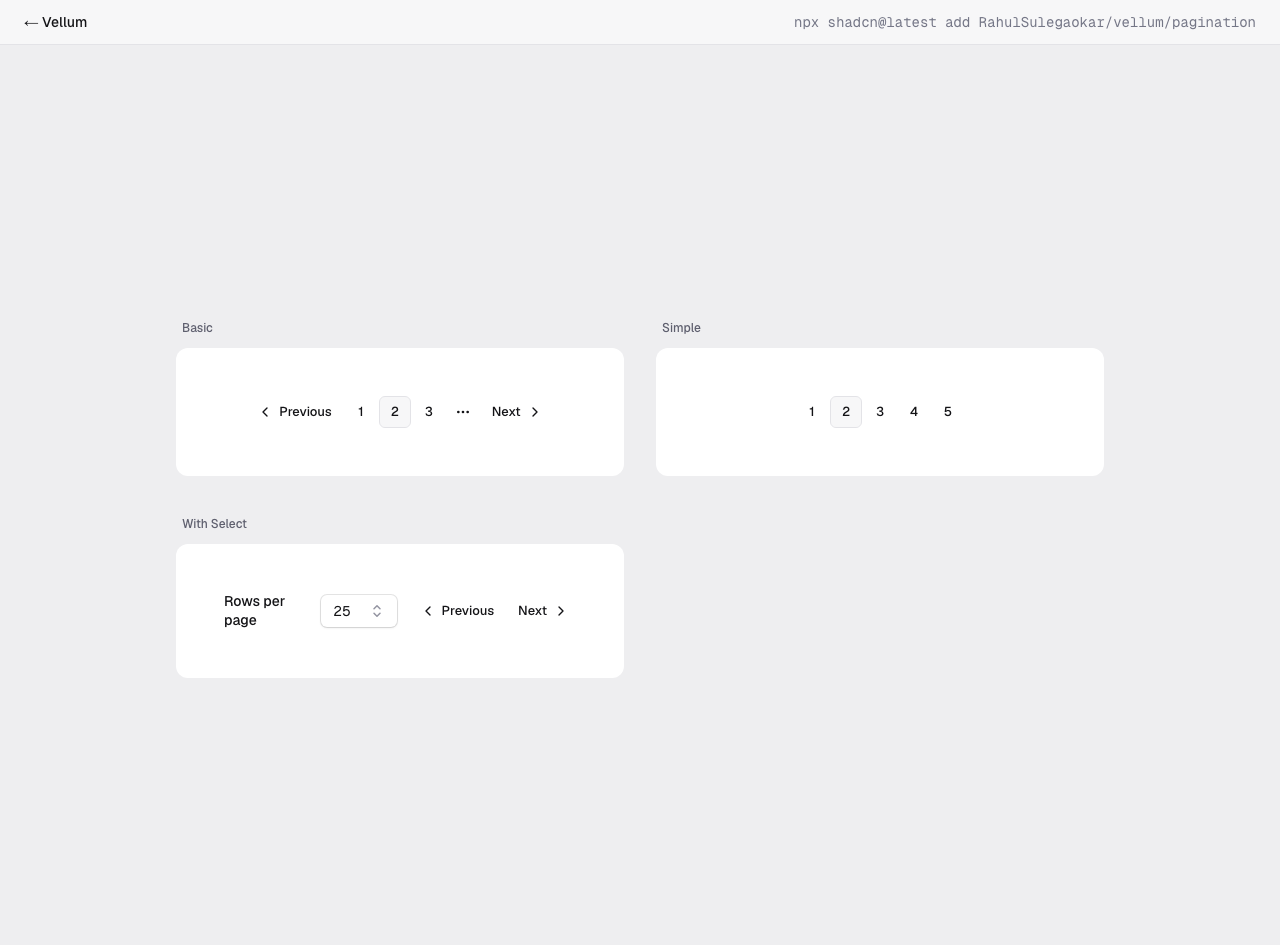 ← Vellum
npx shadcn@latest add RahulSulegaokar/vellum/pagination
Basic
Previous 1 2 3 ··· Next
Simple
1 2 3 4 5
With Select
Rows per
page
25
Previous Next